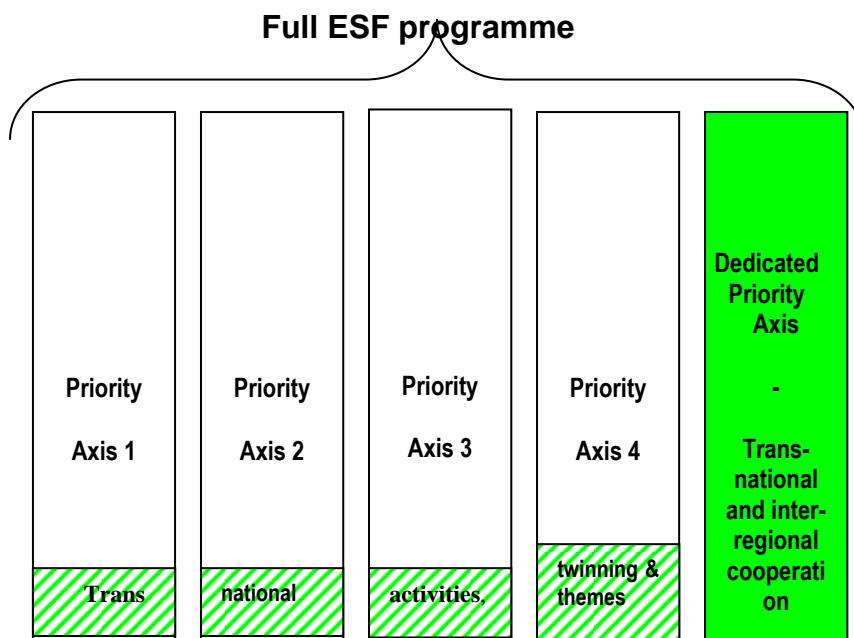 Full ESF programme
Priority
Axis 1
Priority
Axis 2
Priority
Axis 3
Priority
Axis 4
Dedicated
Priority
Axis
-
Trans-
national
and inter-
regional
cooperati
on
Trans
national
activities,
twinning &
themes